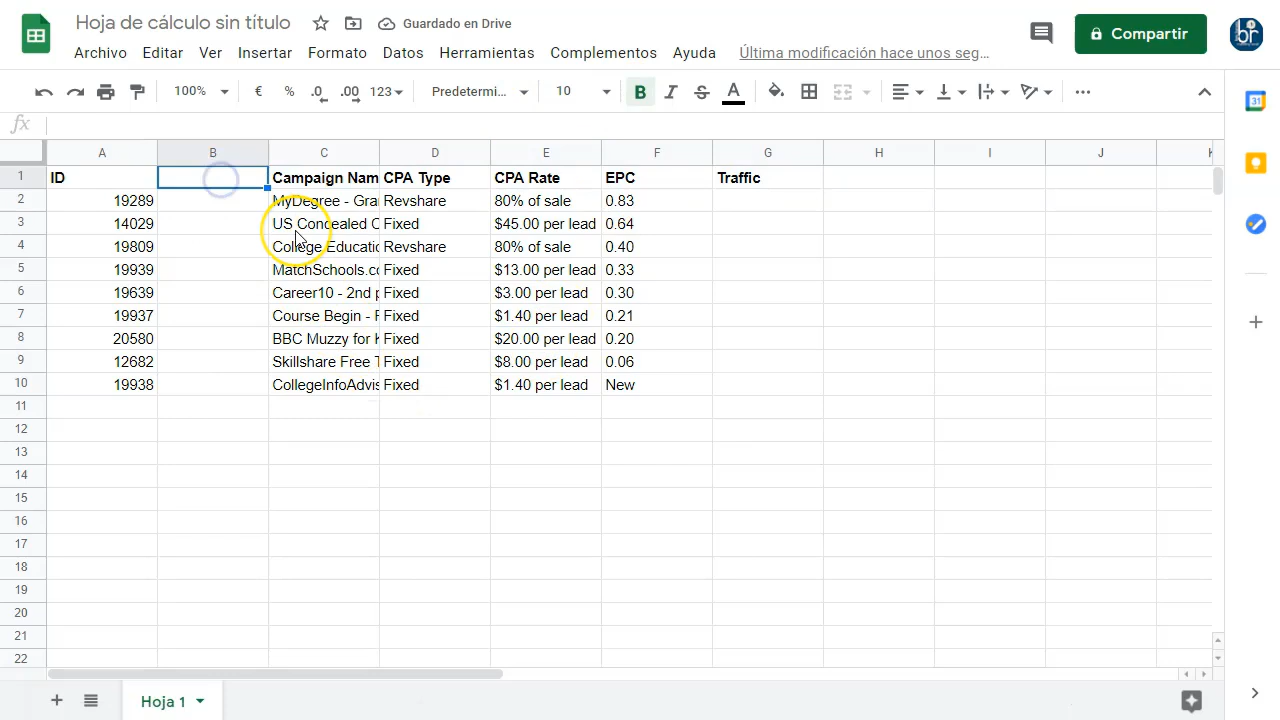 Hoja de cálculo sin título
Guardado en Drive
Archivo Editar Ver Insertar Formato Datos Herramientas Complementos Ayuda Última modificación hace unos seg...
Compartir
br
31
100% € % .0 .00 123 Predetermi... 10 B I S A
fx
A B C D E F G H I J K
1 ID Campaign Nam CPA Type CPA Rate EPC Traffic
2 19289 MyDegree - Gra Revshare 80% of sale 0.83
3 14029 US Concealed C Fixed $45.00 per lead 0.64
4 19809 College Educatio Revshare 80% of sale 0.40
5 19939 MatchSchools.co Fixed $13.00 per lead 0.33
6 19639 Career10 - 2nd p Fixed $3.00 per lead 0.30
7 19937 Course Begin - F Fixed $1.40 per lead 0.21
8 20580 BBC Muzzy for K Fixed $20.00 per lead 0.20
9 12682 Skillshare Free T Fixed $8.00 per lead 0.06
10 19938 CollegeInfoAdvis Fixed $1.40 per lead New
11
12
13
14
15
16
17
18
19
20
21
22
Hoja 1